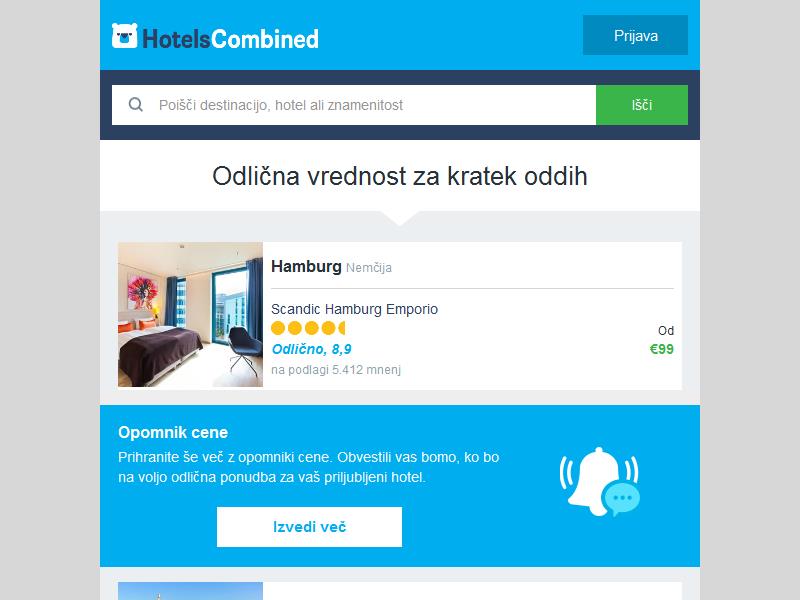 HotelsCombined
Prijava
Poišči destinacijo, hotel ali znamenitost
Išči
Odlična vrednost za kratek oddih
Hamburg Nemčija
Scandic Hamburg Emporio
Odlično, 8,9
na podlagi 5.412 mnenj
Od
€99
Opomnik cene
Prihranite še več z opomniki cene. Obvestili vas bomo, ko bo
na voljo odlična ponudba za vaš priljubljeni hotel.
Izvedi več